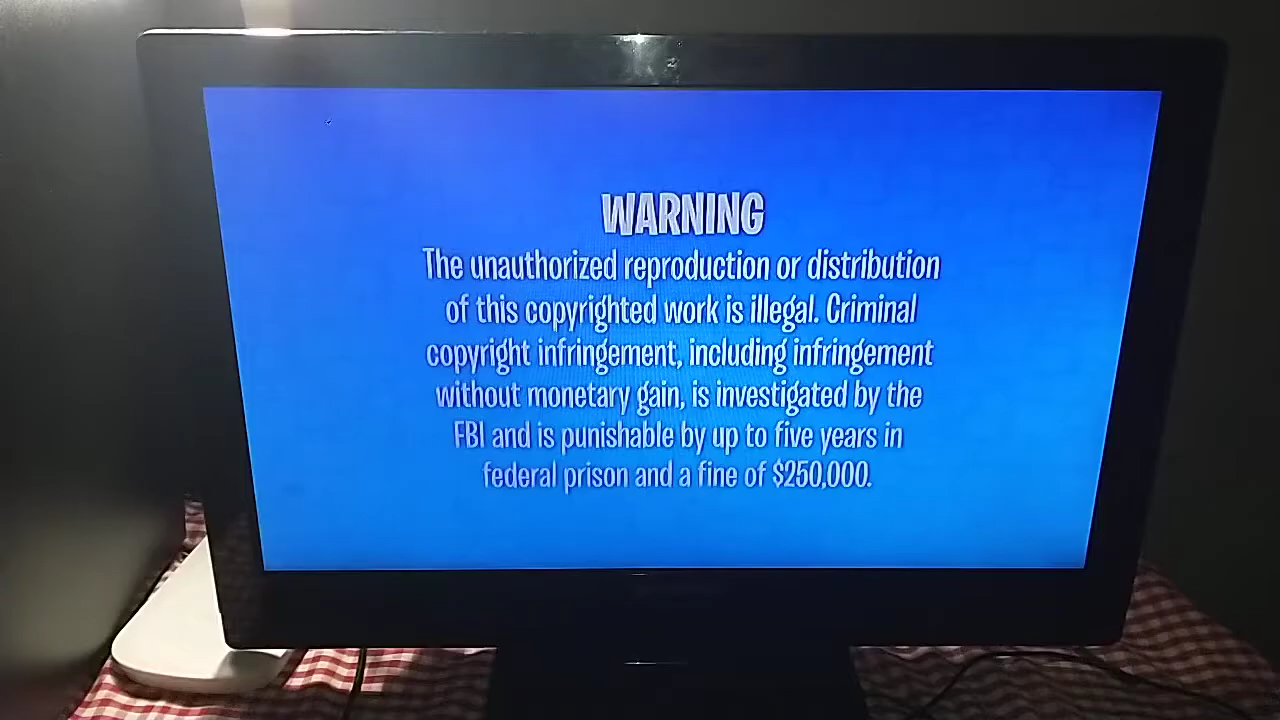 WARNING
The unauthorized reproduction or distribution
of this copyrighted work is illegal. Criminal
copyright infringement, including infringement
without monetary gain, is investigated by the
FBI and is punishable by up to five years in
federal prison and a fine of $250,000.